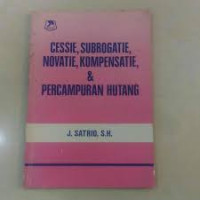 CESSIE, SUBROGATIE,
NOVATIE, KOMPENSATIE,
&
PERCAMPURAN HUTANG
J. SATRIO, S.H.